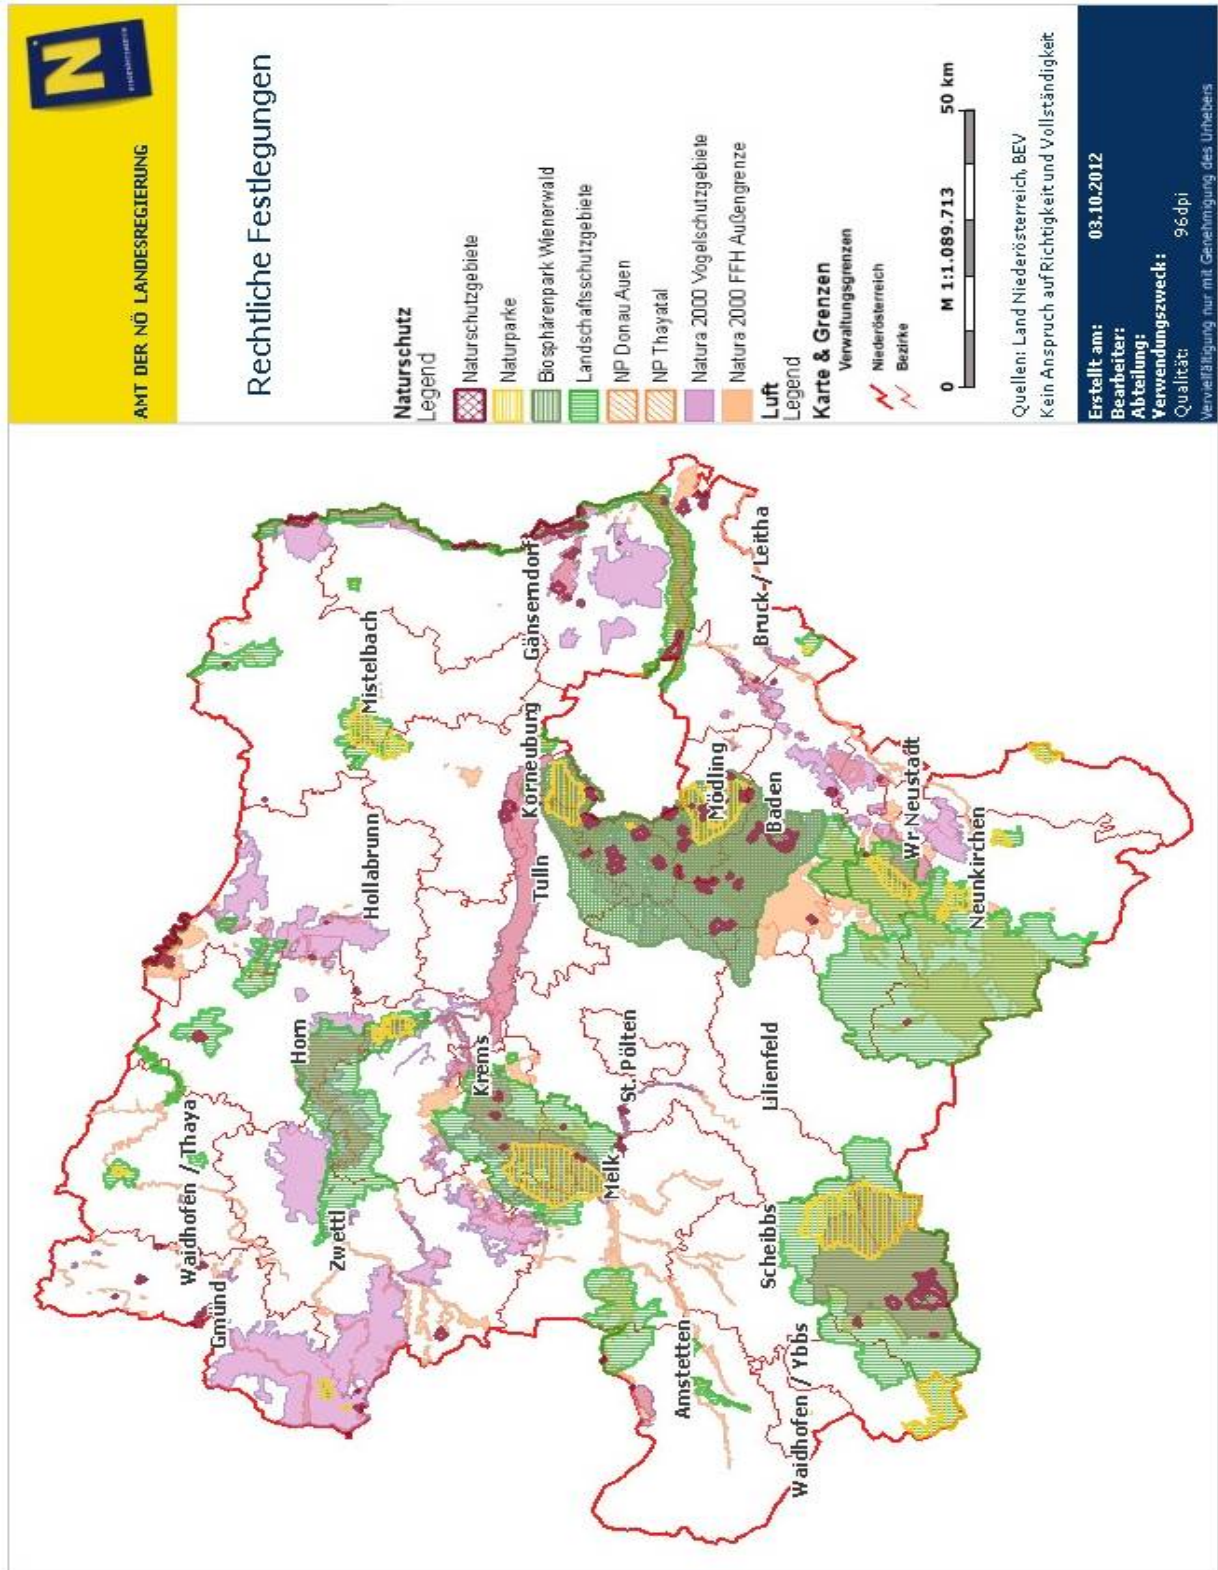 AMT DER NÖ LANDESREGIERUNG
N
Rechtliche Festlegungen
Naturschutz
Legend
Naturschutzgebiete
Naturparke
Biosphärenpark Wienerwald
Landschaftsschutzgebiete
NP Donau Auen
NP Thayatal
Natura 2000 Vogelschutzgebiete
Natura 2000 FFH Außengrenze
Luft
Legend
Karte & Grenzen
Verwaltungsgrenzen
Niederösterreich
Bezirke
0 M 1:1.089.713 50 km
Quellen: Land Niederösterreich, BEV
Kein Anspruch auf Richtigkeit und Vollständigkeit
Erstellt am: 03.10.2012
Bearbeiter:
Abteilung:
Verwendungszweck:
Qualität: 96dpi
Vervielfältigung nur mit Genehmigung des Urhebers
Waidhofen / Thaya
Gmünd
Horn
Zwettl
Hollabrunn
Mistelbach
Krems
Tulln
Korneuburg
Gänserndorf
Melk
St. Pölten
Amstetten
Scheibbs
Lilienfeld
Mödling
Baden
Bruck / Leitha
Waidhofen / Ybbs
Wr.Neustadt
Neunkirchen